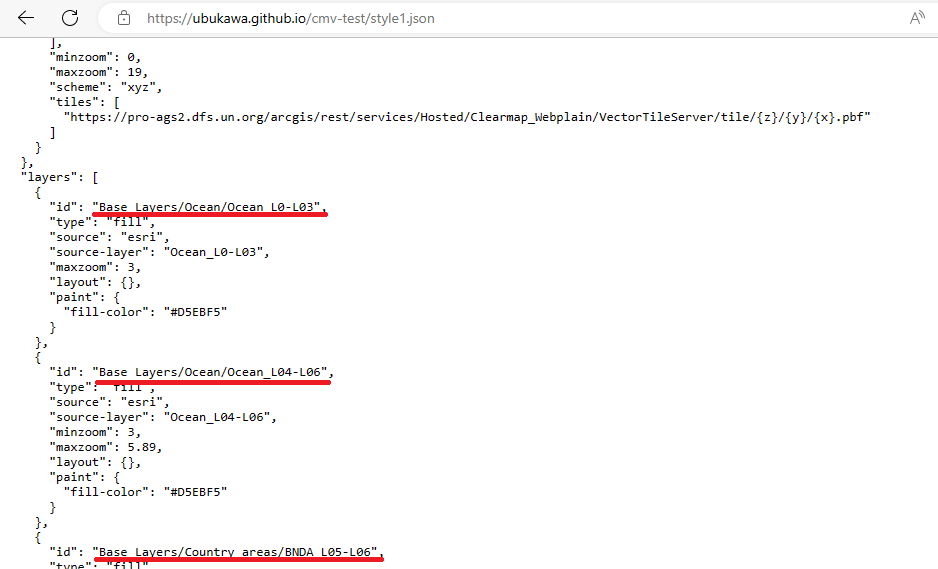 https://ubukawa.github.io/cmv-test/style1.json
],
"minzoom": 0,
"maxzoom": 19,
"scheme": "xyz",
"tiles": [
"https://pro-ags2.dfs.un.org/arcgis/rest/services/Hosted/Clearmap_Webplain/VectorTileServer/tile/{z}/{y}/{x}.pbf"
]
}
},
"layers": [
{
"id": "Base Layers/Ocean/Ocean_L0-L03",
"type": "fill",
"source": "esri",
"source-layer": "Ocean_L0-L03",
"maxzoom": 3,
"layout": {},
"paint": {
"fill-color": "#D5EBF5"
}
},
{
"id": "Base Layers/Ocean/Ocean_L04-L06",
"type": "fill",
"source": "esri",
"source-layer": "Ocean_L04-L06",
"minzoom": 3,
"maxzoom": 5.89,
"layout": {},
"paint": {
"fill-color": "#D5EBF5"
}
},
{
"id": "Base Layers/Country areas/BNDA_L05-L06",
"type": "fill"